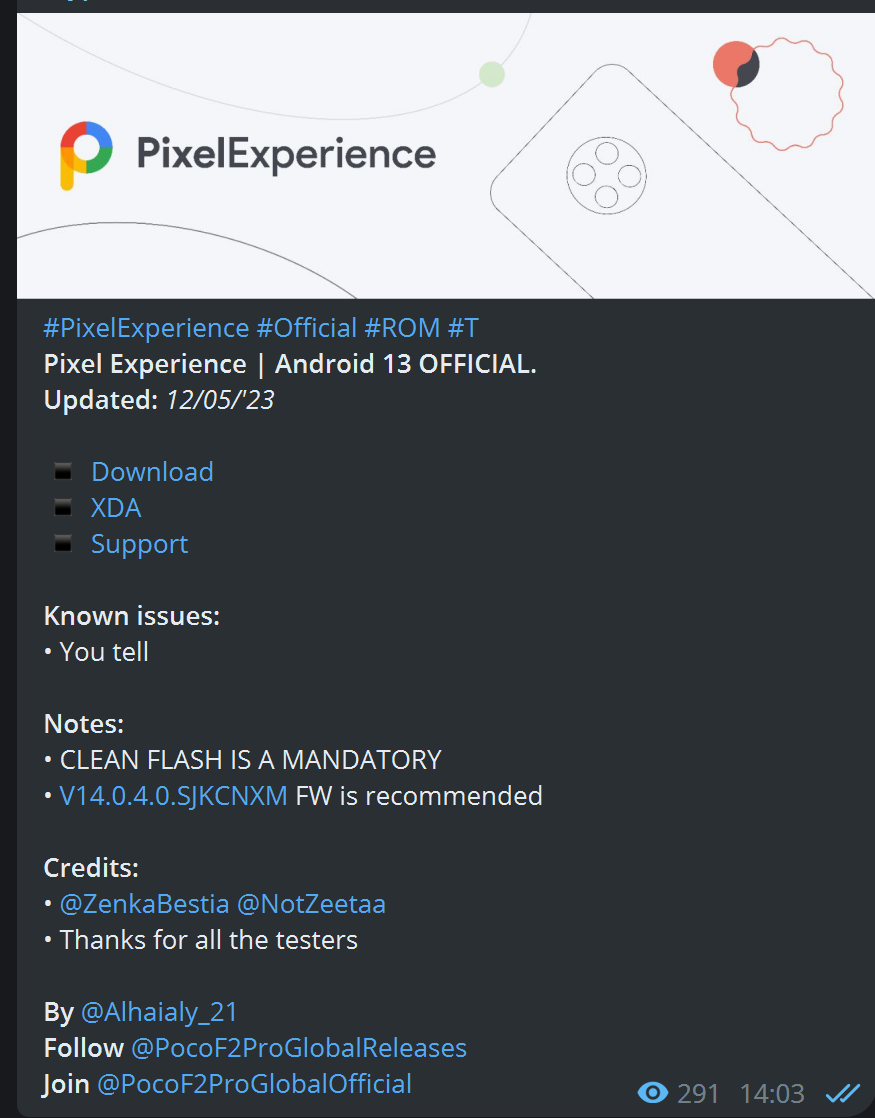 PixelExperience
#PixelExperience #Official #ROM #T
Pixel Experience | Android 13 OFFICIAL.
Updated: 12/05/'23
▪ Download
▪ XDA
▪ Support
Known issues:
• You tell
Notes:
• CLEAN FLASH IS A MANDATORY
• V14.0.4.0.SJKCNXM FW is recommended
Credits:
• @ZenkaBestia @NotZeetaa
• Thanks for all the testers
By @Alhaialy_21
Follow @PocoF2ProGlobalReleases
Join @PocoF2ProGlobalOfficial
291 14:03